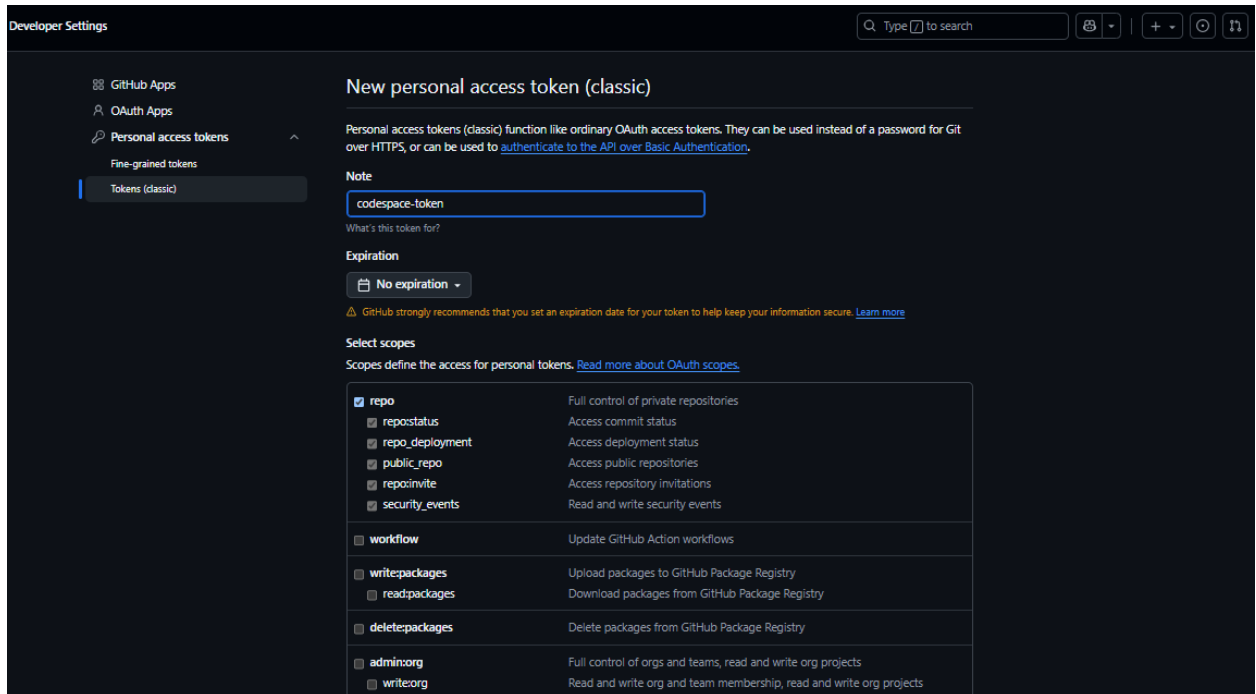 Developer Settings
Type / to search
GitHub Apps
OAuth Apps
Personal access tokens
Fine-grained tokens
Tokens (classic)
New personal access token (classic)
Personal access tokens (classic) function like ordinary OAuth access tokens. They can be used instead of a password for Git
over HTTPS, or can be used to authenticate to the API over Basic Authentication.
Note
codespace-token
What's this token for?
Expiration
No expiration
GitHub strongly recommends that you set an expiration date for your token to help keep your information secure. Learn more
Select scopes
Scopes define the access for personal tokens. Read more about OAuth scopes.
repo Full control of private repositories
repo:status Access commit status
repo_deployment Access deployment status
public_repo Access public repositories
repo:invite Access repository invitations
security_events Read and write security events
workflow Update GitHub Action workflows
write:packages Upload packages to GitHub Package Registry
read:packages Download packages from GitHub Package Registry
delete:packages Delete packages from GitHub Package Registry
admin:org Full control of orgs and teams, read and write org projects
write:org Read and write org and team membership, read and write org projects